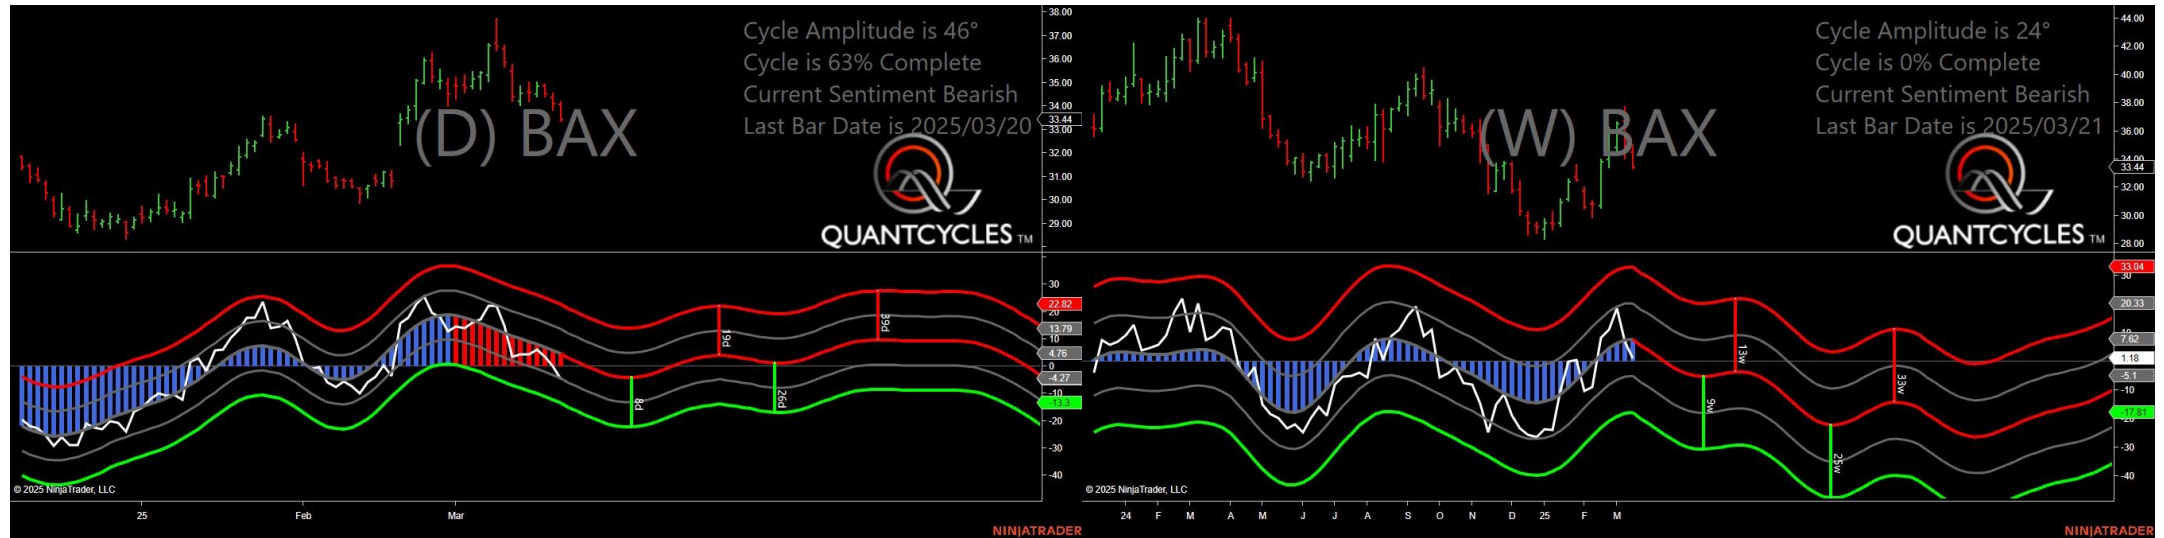 Cycle Amplitude is 46°
Cycle is 63% Complete
Current Sentiment Bearish
Last Bar Date is 2025/03/20
(D) BAX
QUANTCYCLES TM
38.00
37.00
36.00
35.00
34.00
33.44
33.00
32.00
31.00
30.00
29.00
30
22.82
20
13.79
10
4.76
0
-4.27
-10
-13.3
-20
-30
-40
8d
19d
26d
39d
© 2025 NinjaTrader, LLC
25 Feb Mar
NINJATRADER
Cycle Amplitude is 24°
Cycle is 0% Complete
Current Sentiment Bearish
Last Bar Date is 2025/03/21
(W) BAX
QUANTCYCLES TM
44.00
42.00
40.00
38.00
36.00
34.00
33.44
32.00
30.00
28.00
33.04
30
20.33
7.62
1.18
-5.1
-10
-17.81
-30
-40
9w
13w
25w
33w
© 2025 NinjaTrader, LLC
24 F M A M J J A S O N D 25 F M
NINJATRADER